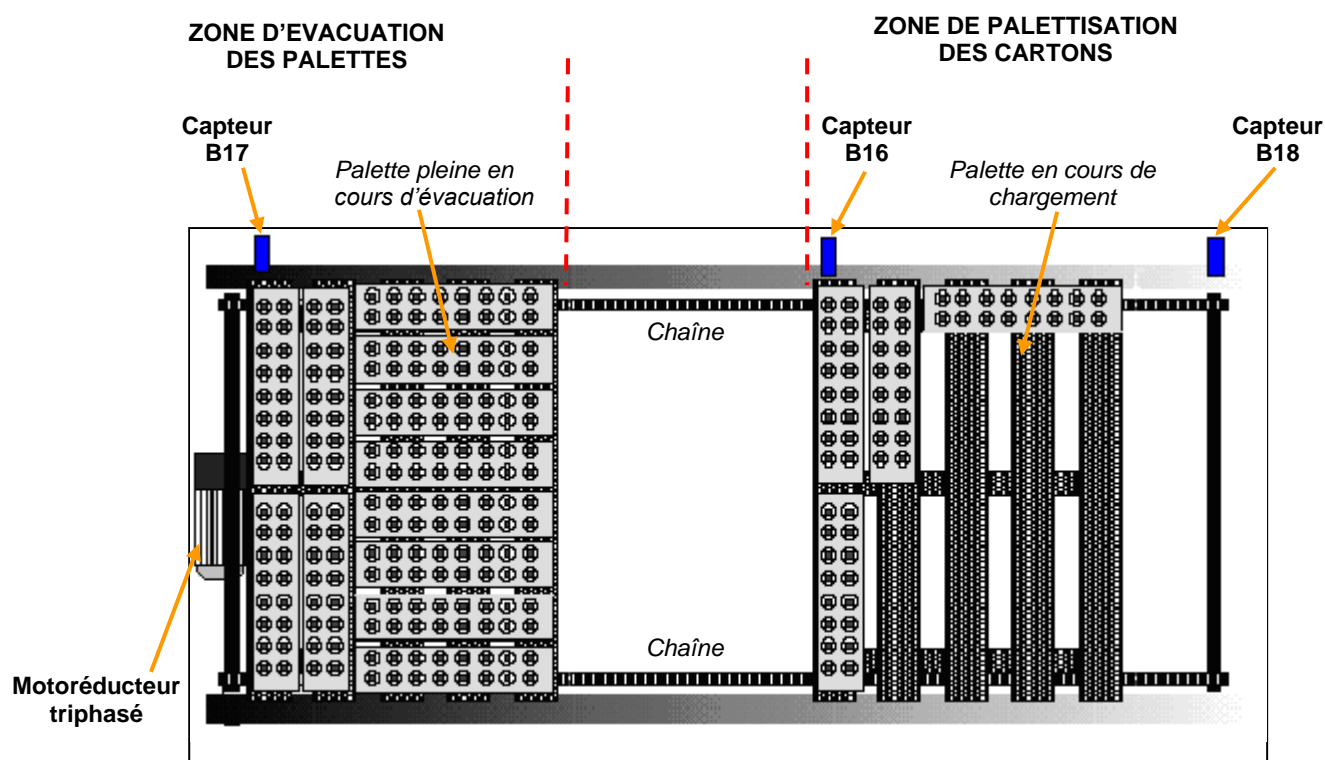 ZONE D'EVACUATION
DES PALETTES
ZONE DE PALETTISATION
DES CARTONS
Capteur
B17
Palette pleine en
cours d'évacuation
Capteur
B16
Palette en cours de
chargement
Capteur
B18
Chaîne
Chaîne
Motoréducteur
triphasé